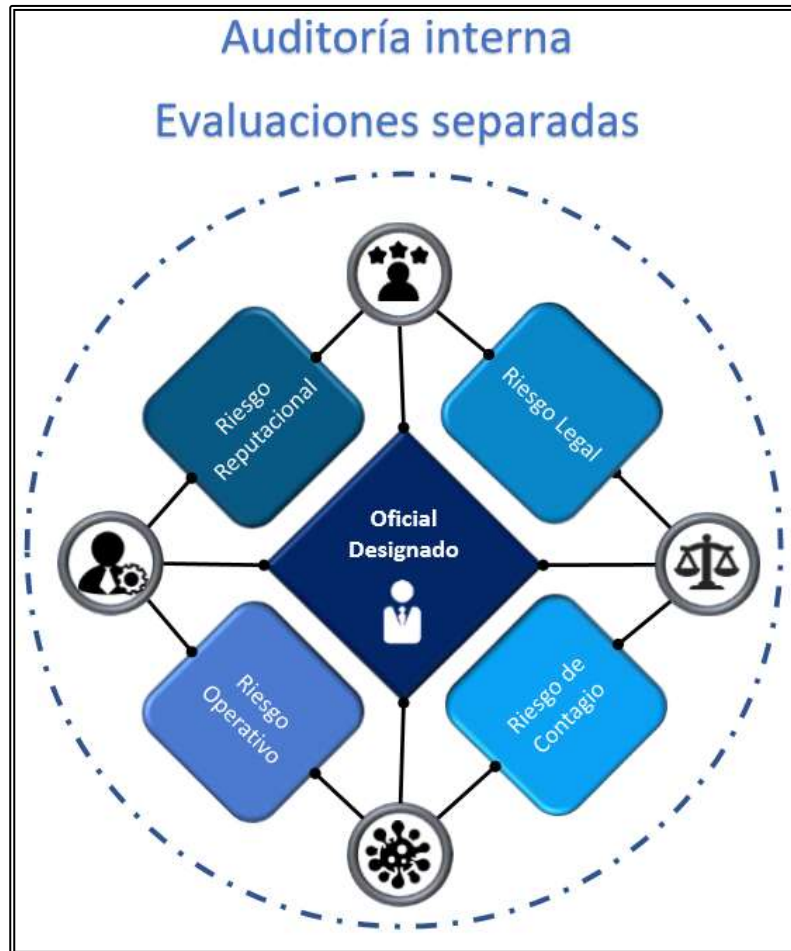 Auditoría interna
Evaluaciones separadas
Riesgo
Reputacional
Riesgo Legal
Oficial
Designado
Riesgo
Operativo
Riesgo de
Contagio